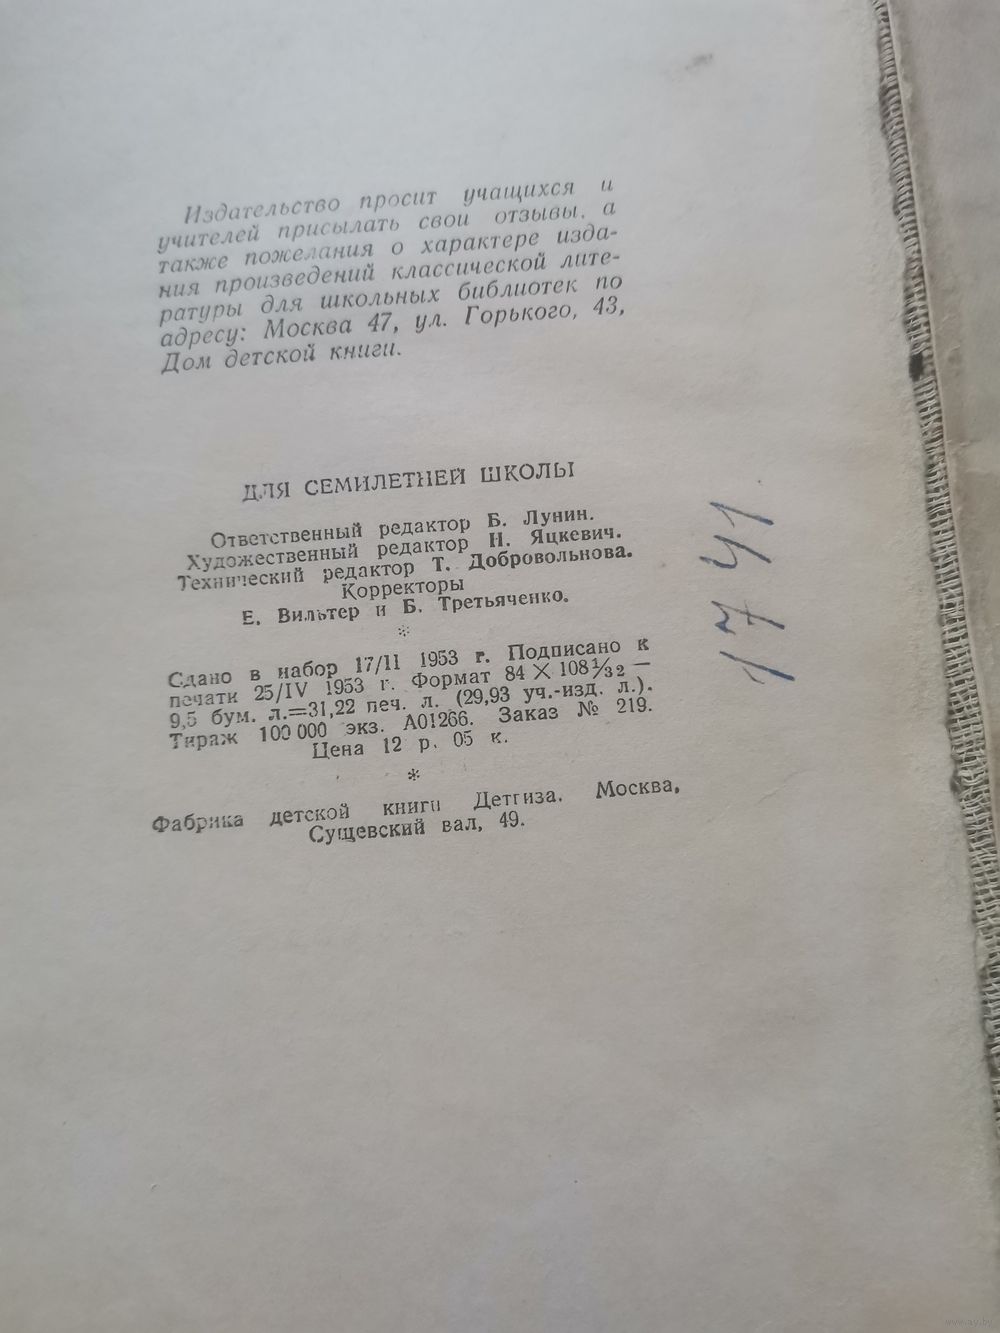 Издательство просит учащихся и
учителей присылать свои отзывы, а
также пожелания о характере изда-
ния произведений классической лите-
ратуры для школьных библиотек по
адресу: Москва 47, ул. Горького, 43,
Дом детской книги.
ДЛЯ СЕМИЛЕТНЕЙ ШКОЛЫ
Ответственный редактор Б. Лунин.
Художественный редактор Н. Яцкевич.
Технический редактор Т. Добровольнова.
Корректоры
Е. Вильтер и Б. Третьяченко.
*
Сдано в набор 17/II 1953 г. Подписано к
печати 25/IV 1953 г. Формат 84 × 108 1/32 —
9,5 бум. л.=31,22 печ. л. (29,93 уч.-изд. л.).
Тираж 100 000 экз. А01266. Заказ № 219.
Цена 12 р. 05 к.
*
Фабрика детской книги Детгиза. Москва,
Сущевский вал, 49.
1741
www.ay.by